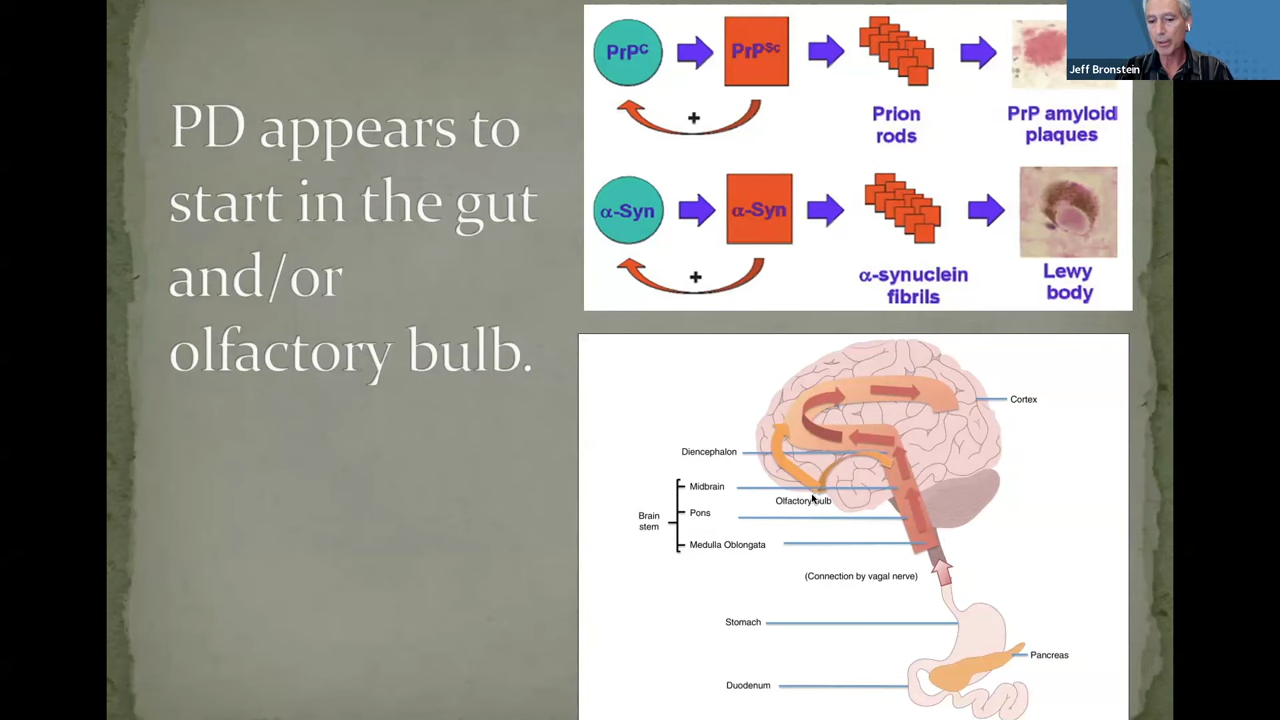 PD appears to
start in the gut
and/or
olfactory bulb.
PrPC
PrPSc
Prion
rods
PrP amyloid
plaques
+
α-Syn
α-Syn
α-synuclein
fibrils
Lewy
body
+
Jeff Bronstein
Cortex
Diencephalon
Midbrain
Olfactory bulb
Brain
stem
Pons
Medulla Oblongata
(Connection by vagal nerve)
Stomach
Pancreas
Duodenum